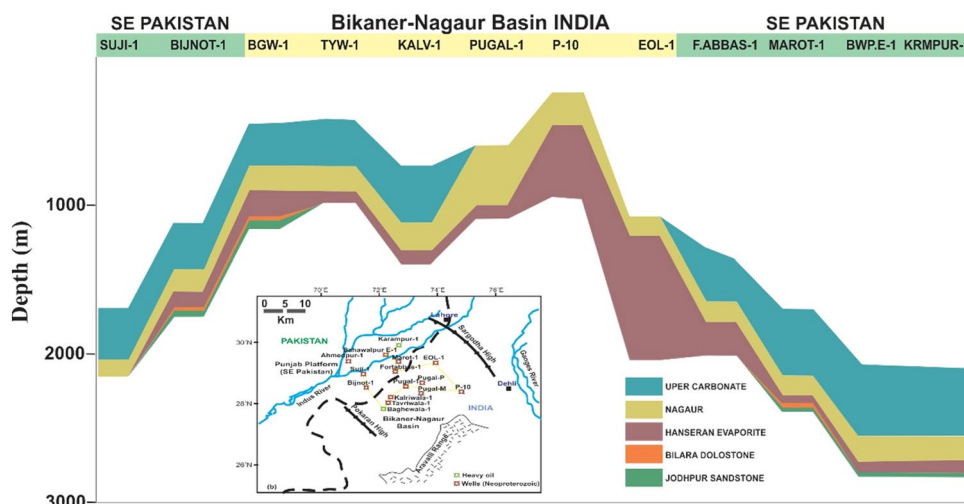 SE PAKISTAN
Bikaner-Nagaur Basin INDIA
SE PAKISTAN
SUJI-1 BIJNOT-1 BGW-1 TYW-1 KALV-1 PUGAL-1 P-10 EOL-1 F.ABBAS-1 MAROT-1 BWP.E-1 KRMPUR-
Depth (m)
1000
2000
3000
0 5 10
Km
70° 72° 74° 76°
30°N
28°N
26°N
PAKISTAN
Lahore
Sargodha High
Ganges River
Karampur-1
Bahawalpur E-1
Ahmedpur-1
Marot-1
EOL-1
Punjab Platform
(SE Pakistan)
Suji-1
Fortabbas-1
Bijnot-1
Pugal-1
Pugal-P
Pugal-M
P-10
Dehli
Indus River
Kalriwala-1
Tavriwala-1
Baghewala-1
INDIA
Pokaran High
Bikaner-Nagaur
Basin
Aravalli Range
Heavy oil
Wells (Neoproterozoic)
(b)
UPER CARBONATE
NAGAUR
HANSERAN EVAPORITE
BILARA DOLOSTONE
JODHPUR SANDSTONE